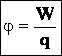 φ = W/q